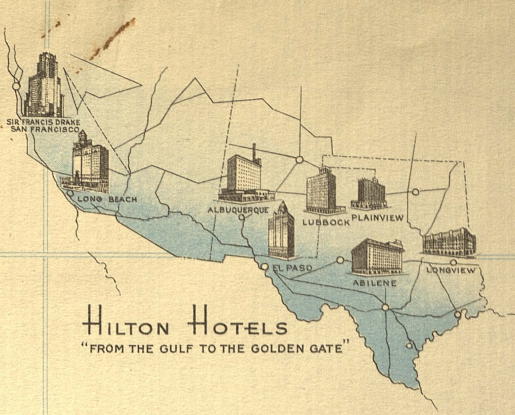 SIR FRANCIS DRAKE
SAN FRANCISCO
LONG BEACH
ALBUQUERQUE
LUBBOCK
PLAINVIEW
EL PASO
ABILENE
LONGVIEW
HILTON HOTELS
"FROM THE GULF TO THE GOLDEN GATE"